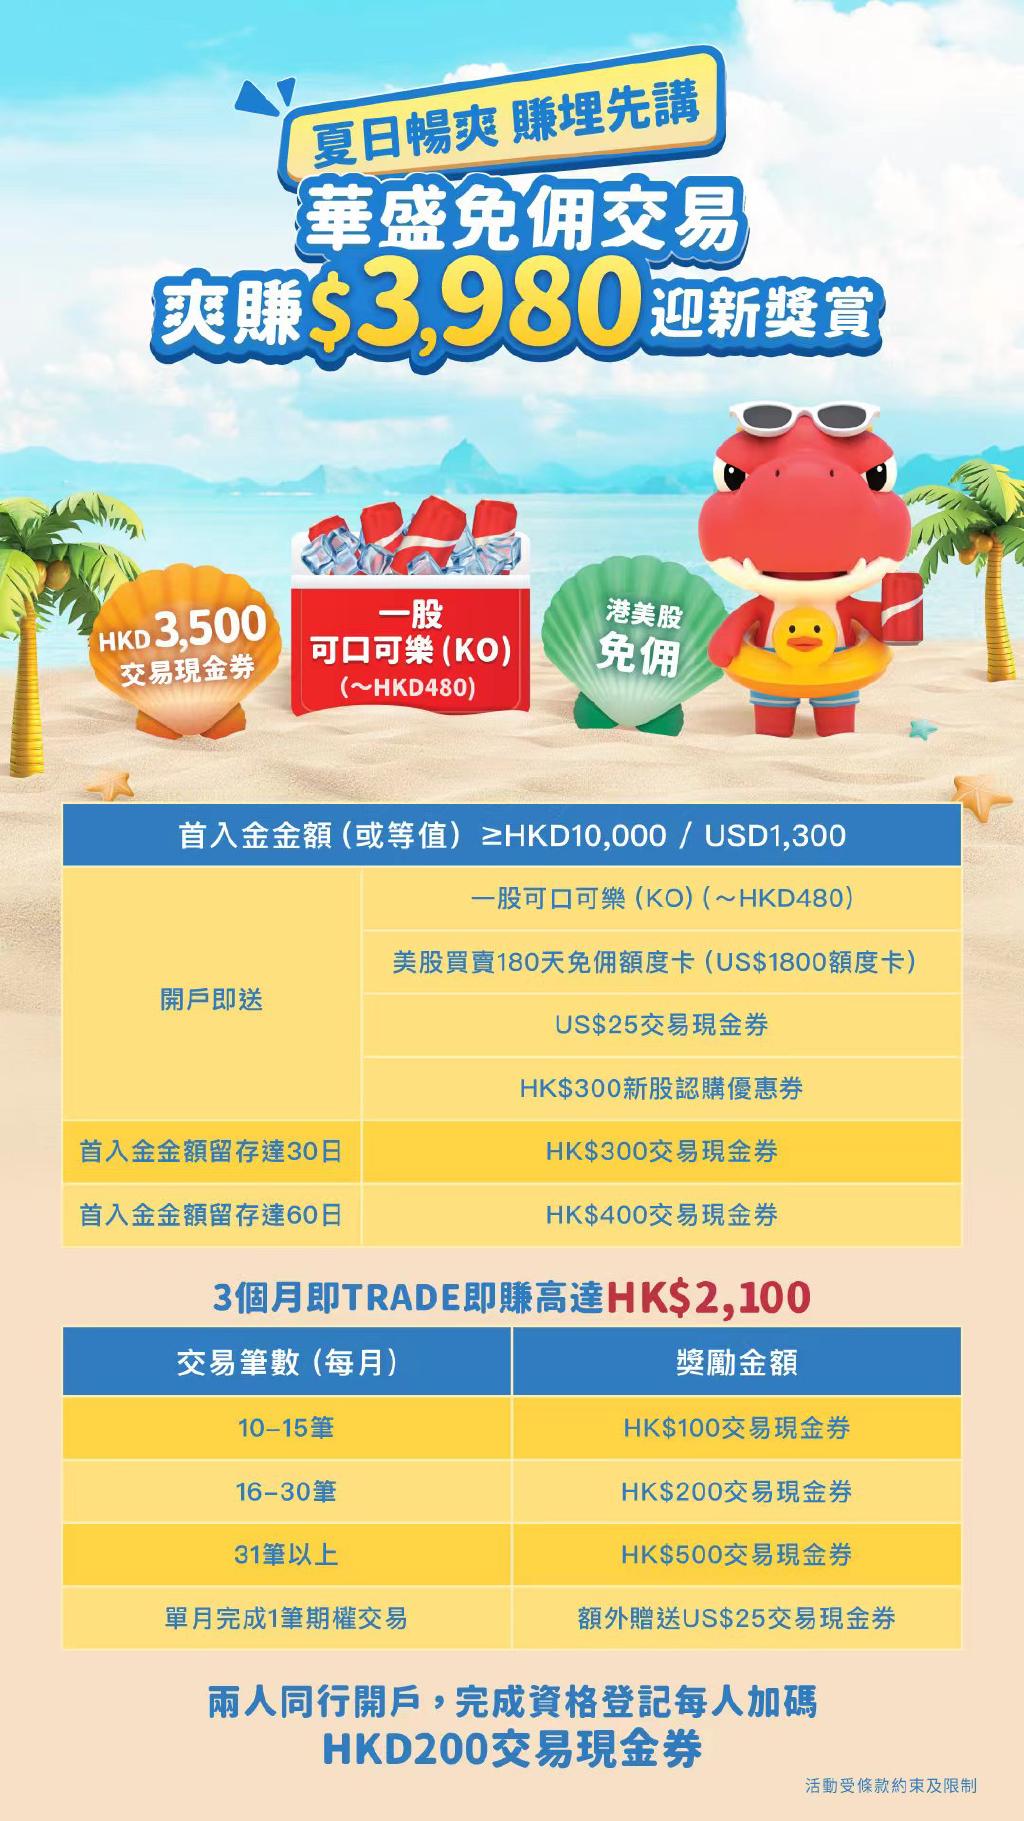 夏日暢爽 賺埋先講
華盛免佣交易
爽賺$3,980迎新獎賞
HKD3,500
交易現金券
一股
可口可樂(KO)
(～HKD480)
港美股
免佣
首入金金額(或等值) ≥HKD10,000 / USD1,300
開戶即送
一股可口可樂(KO)(～HKD480)
美股買賣180天免佣額度卡(US$1800額度卡)
US$25交易現金券
HK$300新股認購優惠券
首入金金額留存達30日
HK$300交易現金券
首入金金額留存達60日
HK$400交易現金券
3個月即TRADE即賺高達HK$2,100
交易筆數(每月)
獎勵金額
10–15筆
HK$100交易現金券
16–30筆
HK$200交易現金券
31筆以上
HK$500交易現金券
單月完成1筆期權交易
額外贈送US$25交易現金券
兩人同行開戶，完成資格登記每人加碼
HKD200交易現金券
活動受條款約束及限制